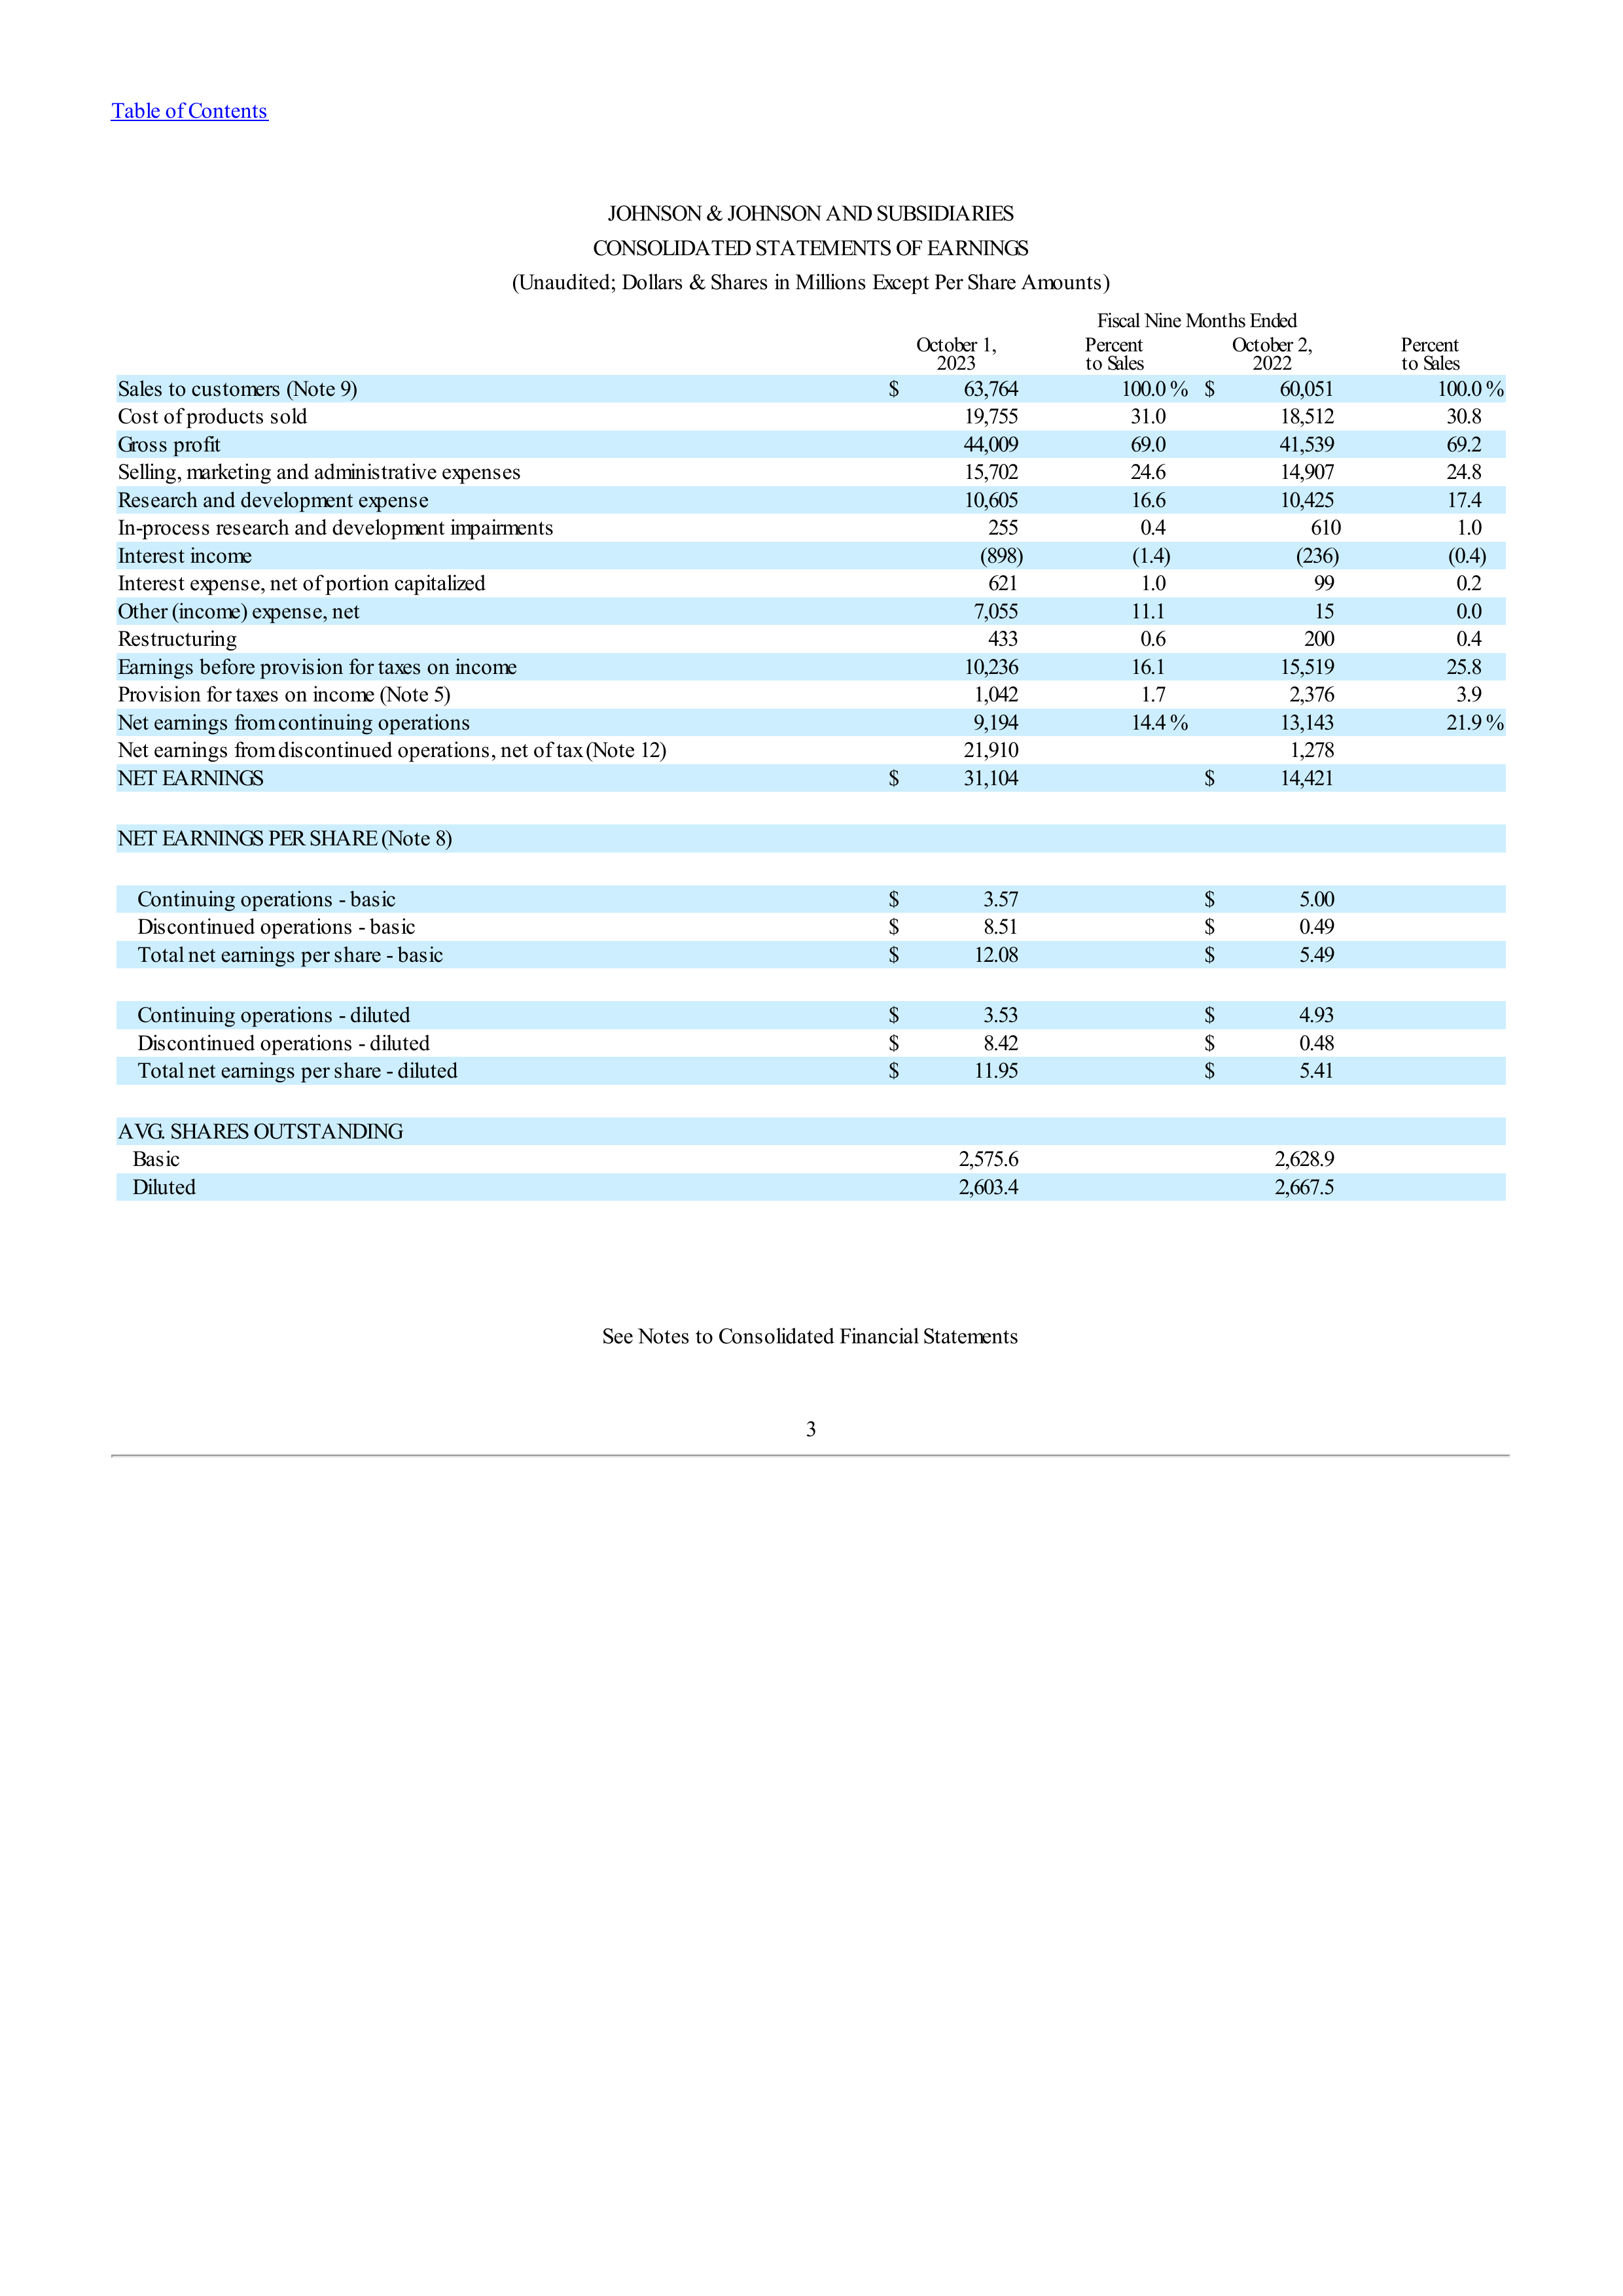 Table of Contents
JOHNSON & JOHNSON AND SUBSIDIARIES
CONSOLIDATED STATEMENTS OF EARNINGS
(Unaudited; Dollars & Shares in Millions Except Per Share Amounts)
Fiscal Nine Months Ended
October 1, 2023 Percent to Sales October 2, 2022 Percent to Sales
Sales to customers (Note 9) $ 63,764 100.0 % $ 60,051 100.0 %
Cost of products sold 19,755 31.0 18,512 30.8
Gross profit 44,009 69.0 41,539 69.2
Selling, marketing and administrative expenses 15,702 24.6 14,907 24.8
Research and development expense 10,605 16.6 10,425 17.4
In-process research and development impairments 255 0.4 610 1.0
Interest income (898) (1.4) (236) (0.4)
Interest expense, net of portion capitalized 621 1.0 99 0.2
Other (income) expense, net 7,055 11.1 15 0.0
Restructuring 433 0.6 200 0.4
Earnings before provision for taxes on income 10,236 16.1 15,519 25.8
Provision for taxes on income (Note 5) 1,042 1.7 2,376 3.9
Net earnings from continuing operations 9,194 14.4 % 13,143 21.9 %
Net earnings from discontinued operations, net of tax (Note 12) 21,910 1,278
NET EARNINGS $ 31,104 $ 14,421
NET EARNINGS PER SHARE (Note 8)
Continuing operations - basic $ 3.57 $ 5.00
Discontinued operations - basic $ 8.51 $ 0.49
Total net earnings per share - basic $ 12.08 $ 5.49
Continuing operations - diluted $ 3.53 $ 4.93
Discontinued operations - diluted $ 8.42 $ 0.48
Total net earnings per share - diluted $ 11.95 $ 5.41
AVG. SHARES OUTSTANDING
Basic 2,575.6 2,628.9
Diluted 2,603.4 2,667.5
See Notes to Consolidated Financial Statements
3